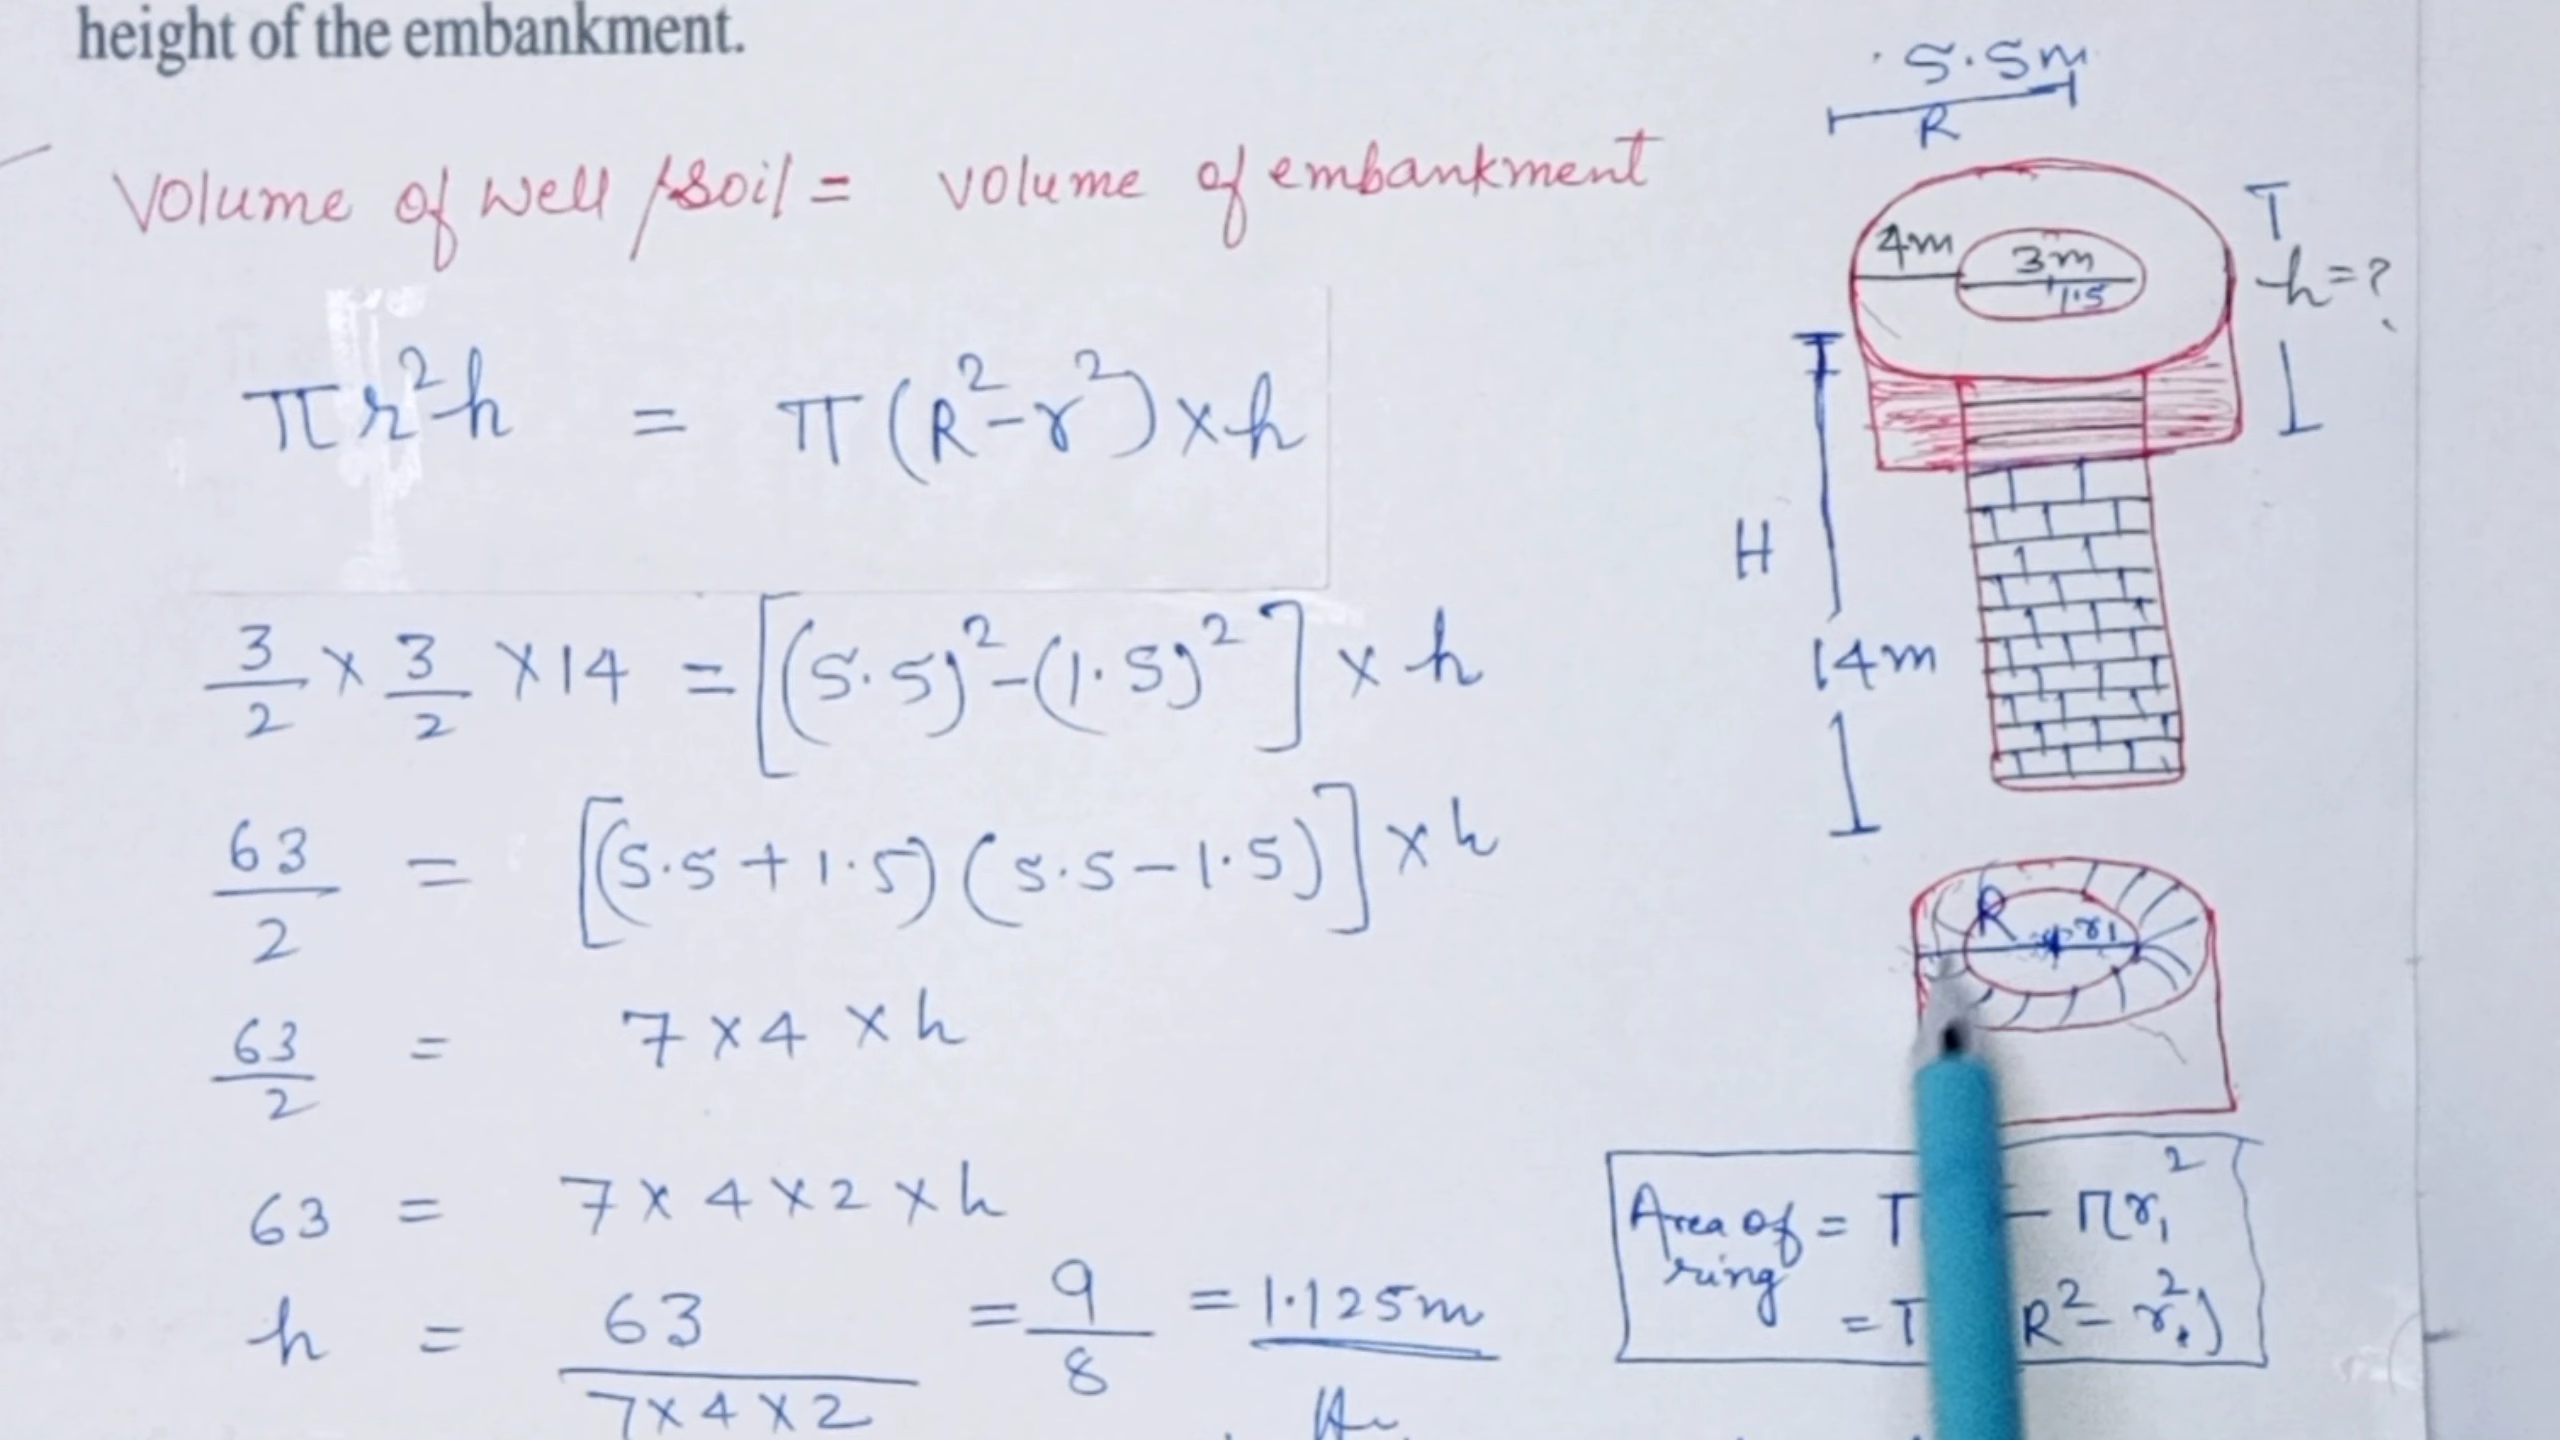 height of the embankment.
Volume of well/soil = volume of embankment
πr²h = π(R²-r²)×h
3/2 × 3/2 ×14 = [(5.5)²-(1.5)²] × h
63/2 = [(5.5+1.5)(5.5-1.5)]×h
63/2 = 7×4×h
63 = 7×4×2×h
h = 63/7×4×2 = 9/8 = 1.125m
5.5m
R
4m
3m
1.5
h=?
H
14m
R
r₁
Area of ring = - πr₁²
= R²- r₁²)